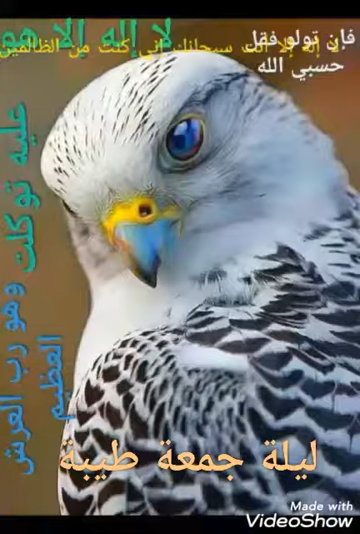 فإن تولو فقل
حسبي الله
لا إله إلا هو
لا إله إلا أنت سبحانك إني كنت من الظالمين
عليه توكلت وهو رب العرش
العظيم
ليلة جمعة طيبة
Made with
VideoShow